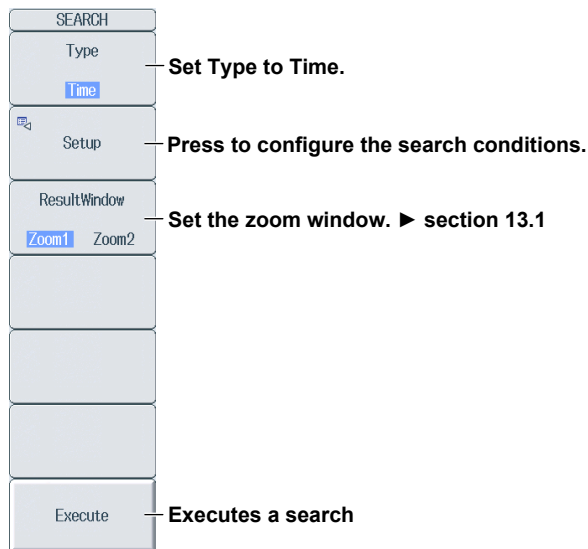 SEARCH
Type
Time
Set Type to Time.
Setup
Press to configure the search conditions.
ResultWindow
Zoom1 Zoom2
Set the zoom window. ► section 13.1
Execute
Executes a search